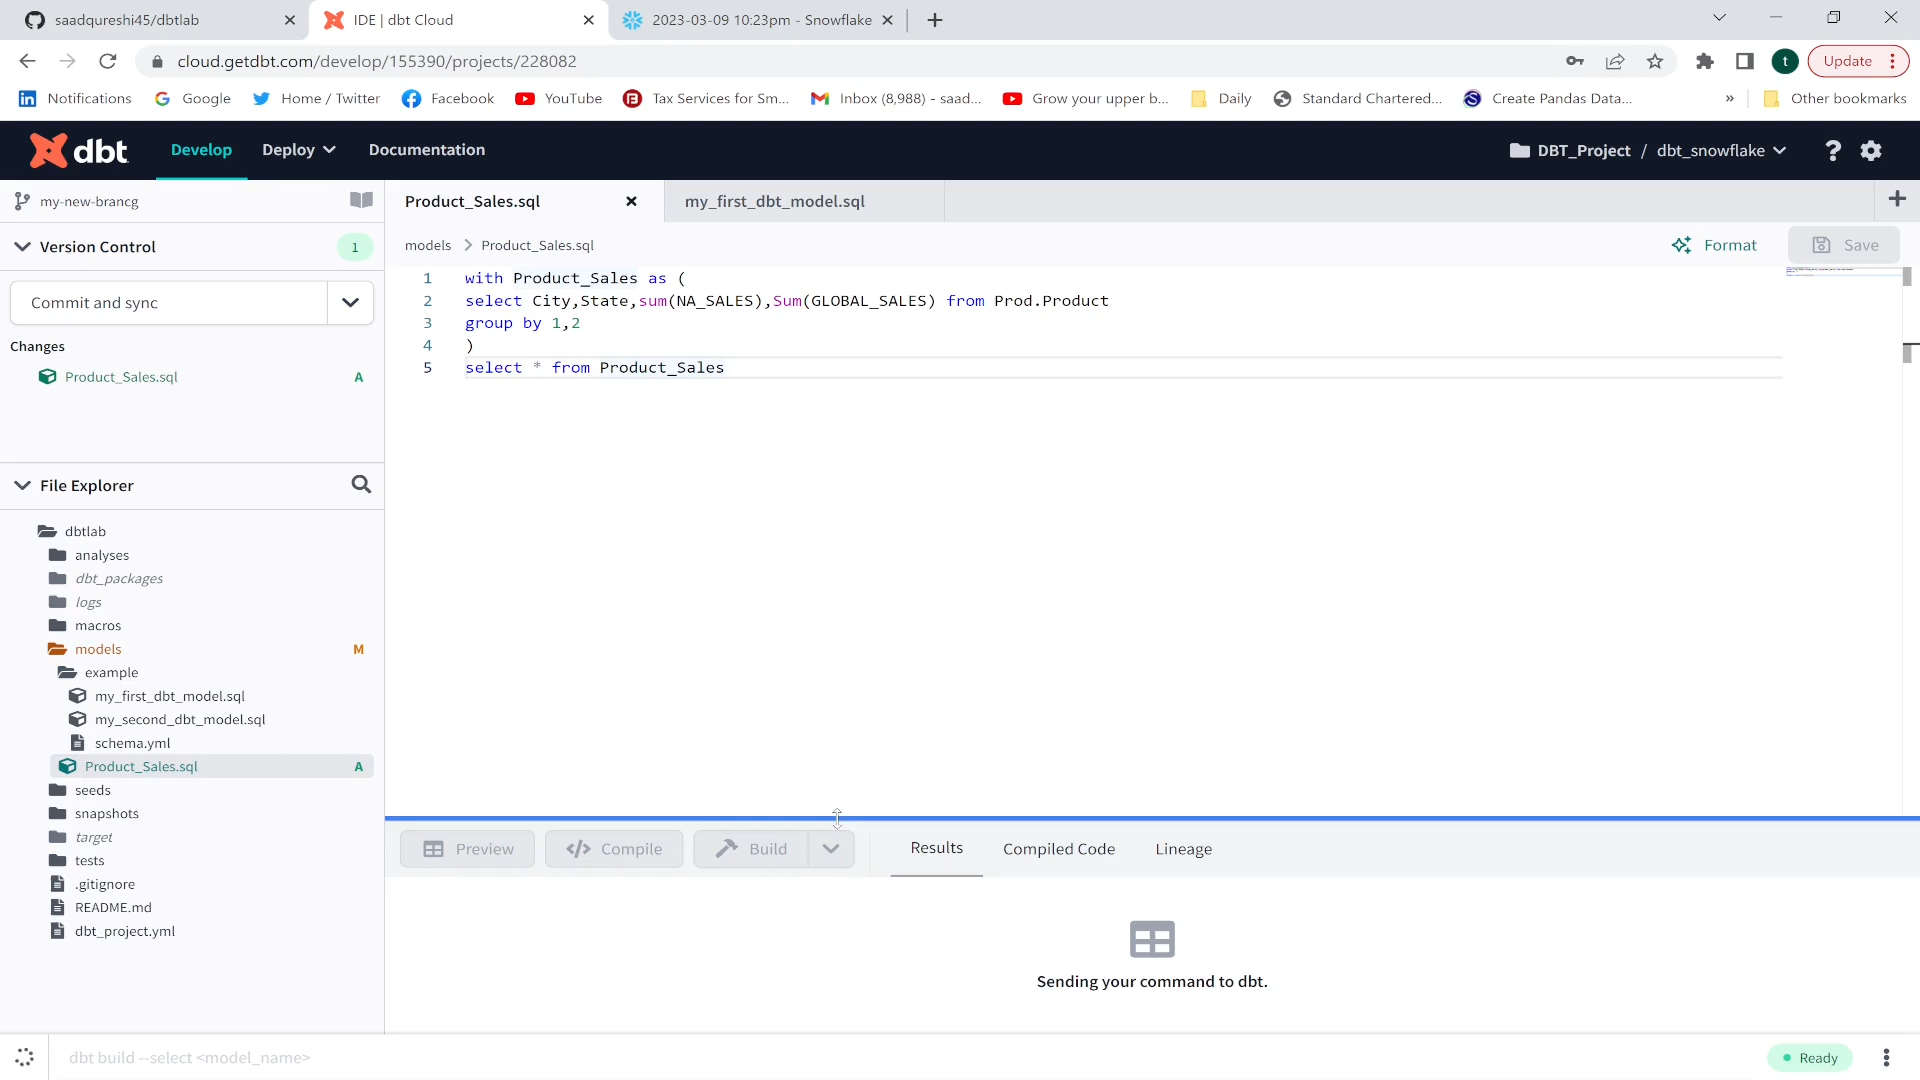 saadqureshi45/dbtlab
IDE | dbt Cloud
2023-03-09 10:23pm - Snowflake
cloud.getdbt.com/develop/155390/projects/228082
t
Update
Notifications
Google
Home / Twitter
Facebook
YouTube
Tax Services for Sm...
Inbox (8,988) - saad...
Grow your upper b...
Daily
Standard Chartered...
Create Pandas Data...
»
Other bookmarks
dbt
Develop
Deploy
Documentation
DBT_Project / dbt_snowflake
?
my-new-brancg
Version Control
1
Commit and sync
Changes
Product_Sales.sql A
File Explorer
dbtlab
analyses
dbt_packages
logs
macros
models M
example
my_first_dbt_model.sql
my_second_dbt_model.sql
schema.yml
Product_Sales.sql A
seeds
snapshots
target
tests
.gitignore
README.md
dbt_project.yml
Product_Sales.sql
my_first_dbt_model.sql
models > Product_Sales.sql
Format
Save
1 with Product_Sales as (
2 select City,State,sum(NA_SALES),Sum(GLOBAL_SALES) from Prod.Product
3 group by 1,2
4 )
5 select * from Product_Sales
Preview
</> Compile
Build
Results
Compiled Code
Lineage
Sending your command to dbt.
dbt build --select <model_name>
Ready